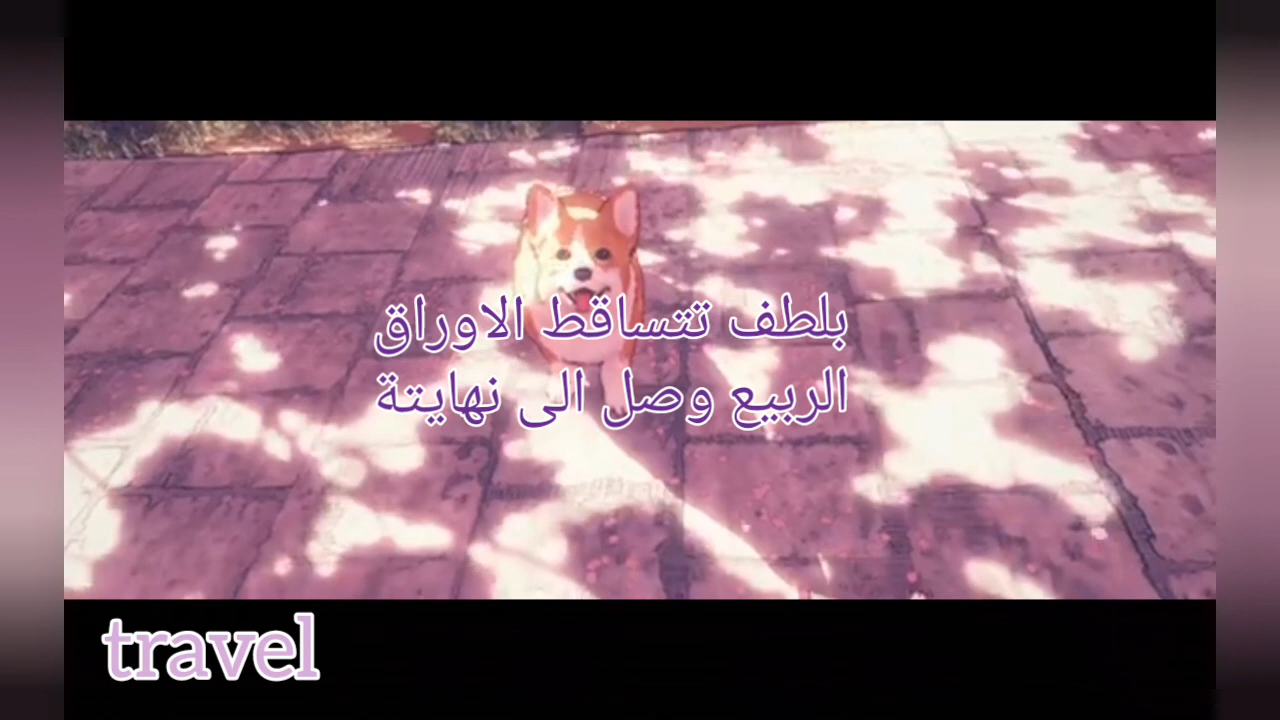 بلطف تتساقط الاوراق
الربيع وصل الى نهايتة
travel